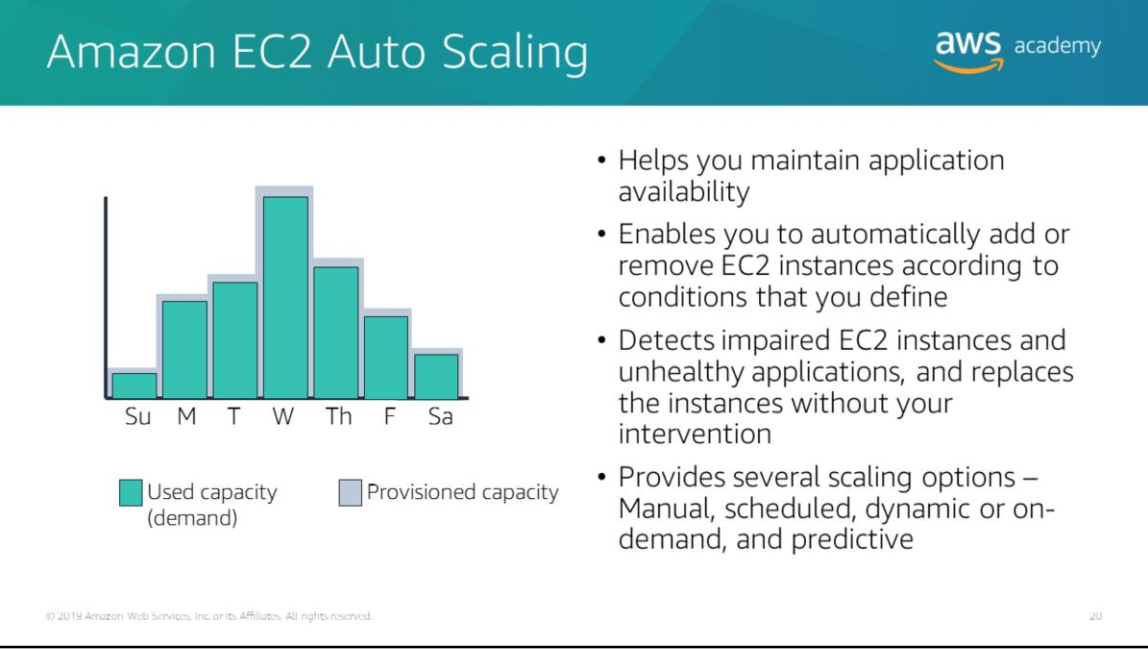 Amazon EC2 Auto Scaling
aws academy
Su M T W Th F Sa
Used capacity
(demand)
Provisioned capacity
• Helps you maintain application
availability
• Enables you to automatically add or
remove EC2 instances according to
conditions that you define
• Detects impaired EC2 instances and
unhealthy applications, and replaces
the instances without your
intervention
• Provides several scaling options –
Manual, scheduled, dynamic or on-
demand, and predictive
© 2019 Amazon Web Services, Inc. or its Affiliates. All rights reserved.
20